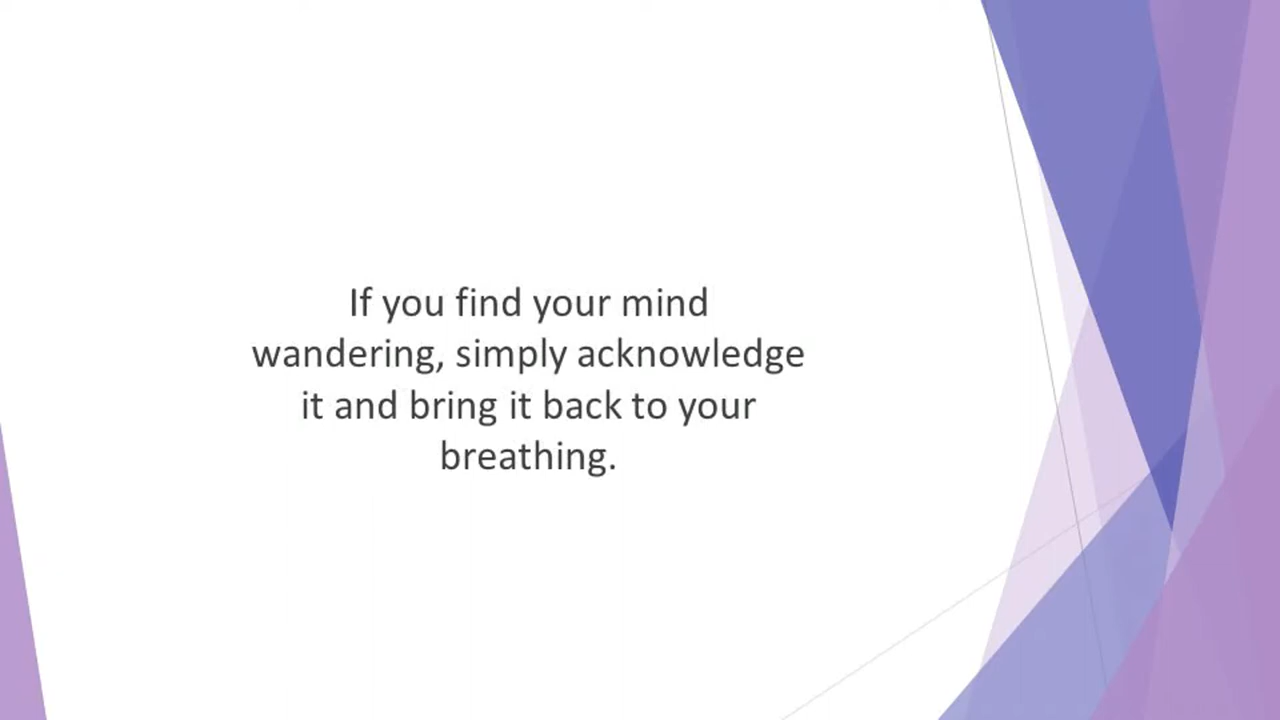 If you find your mind
wandering, simply acknowledge
it and bring it back to your
breathing.